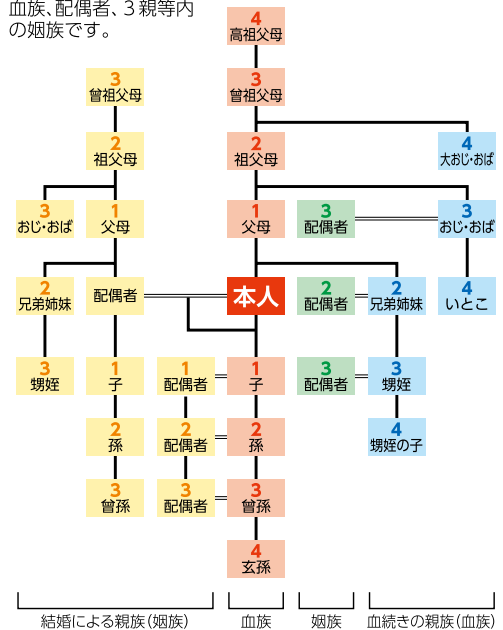 血族、配偶者、3親等内
の姻族です。
4
高祖父母
3
曾祖父母
3
曾祖父母
2
祖父母
2
祖父母
4
大おじ・おば
3
おじ・おば
1
父母
1
父母
3
配偶者
3
おじ・おば
2
兄弟姉妹
配偶者
本人
2
配偶者
2
兄弟姉妹
4
いとこ
3
甥姪
1
子
1
配偶者
1
子
3
配偶者
3
甥姪
2
孫
2
配偶者
2
孫
4
甥姪の子
3
曾孫
3
配偶者
3
曾孫
4
玄孫
結婚による親族(姻族)
血族
姻族
血続きの親族(血族)